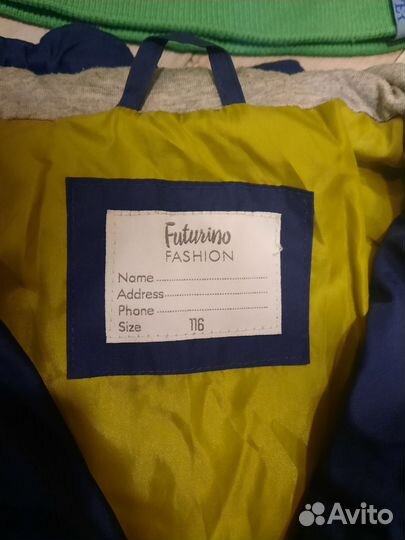 Futurino
FASHION
Name
Address
Phone
Size 116
Avito